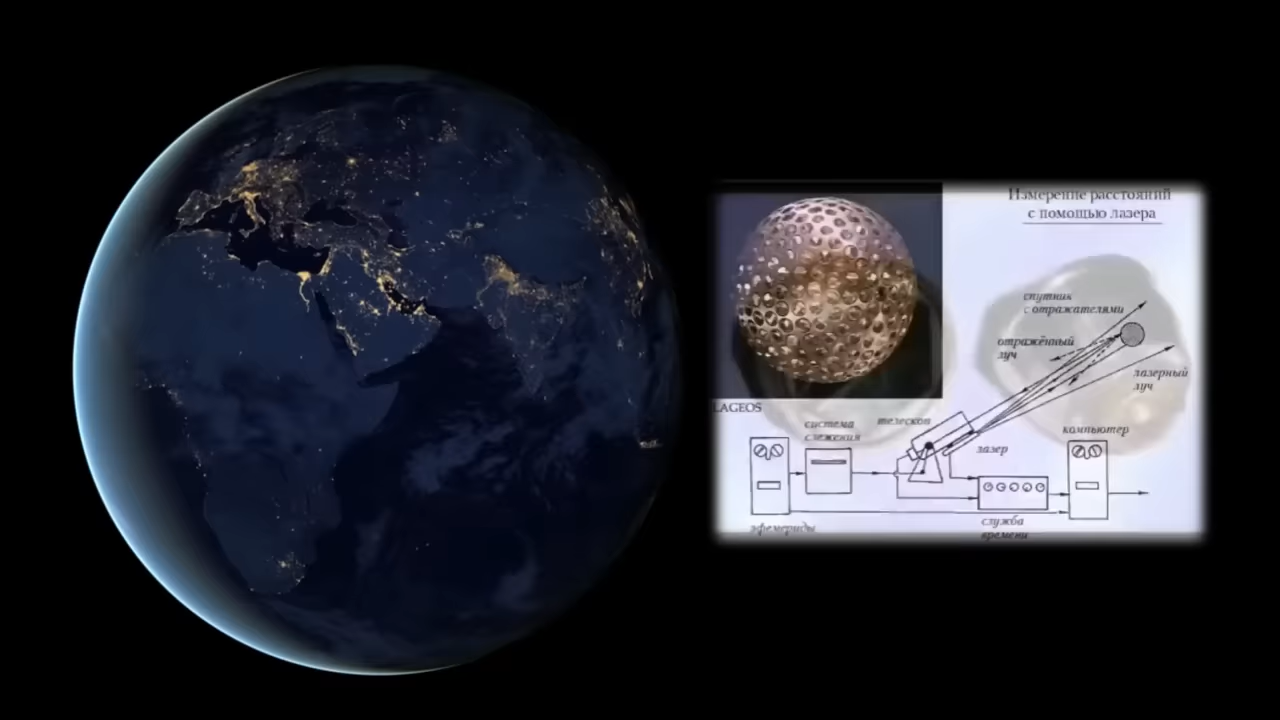 Измерение расстояний
с помощью лазера
спутник
с отражателями
отражённый
луч
лазерный
луч
LAGEOS
система
слежения
телескоп
лазер
компьютер
эфемериды
служба
времени